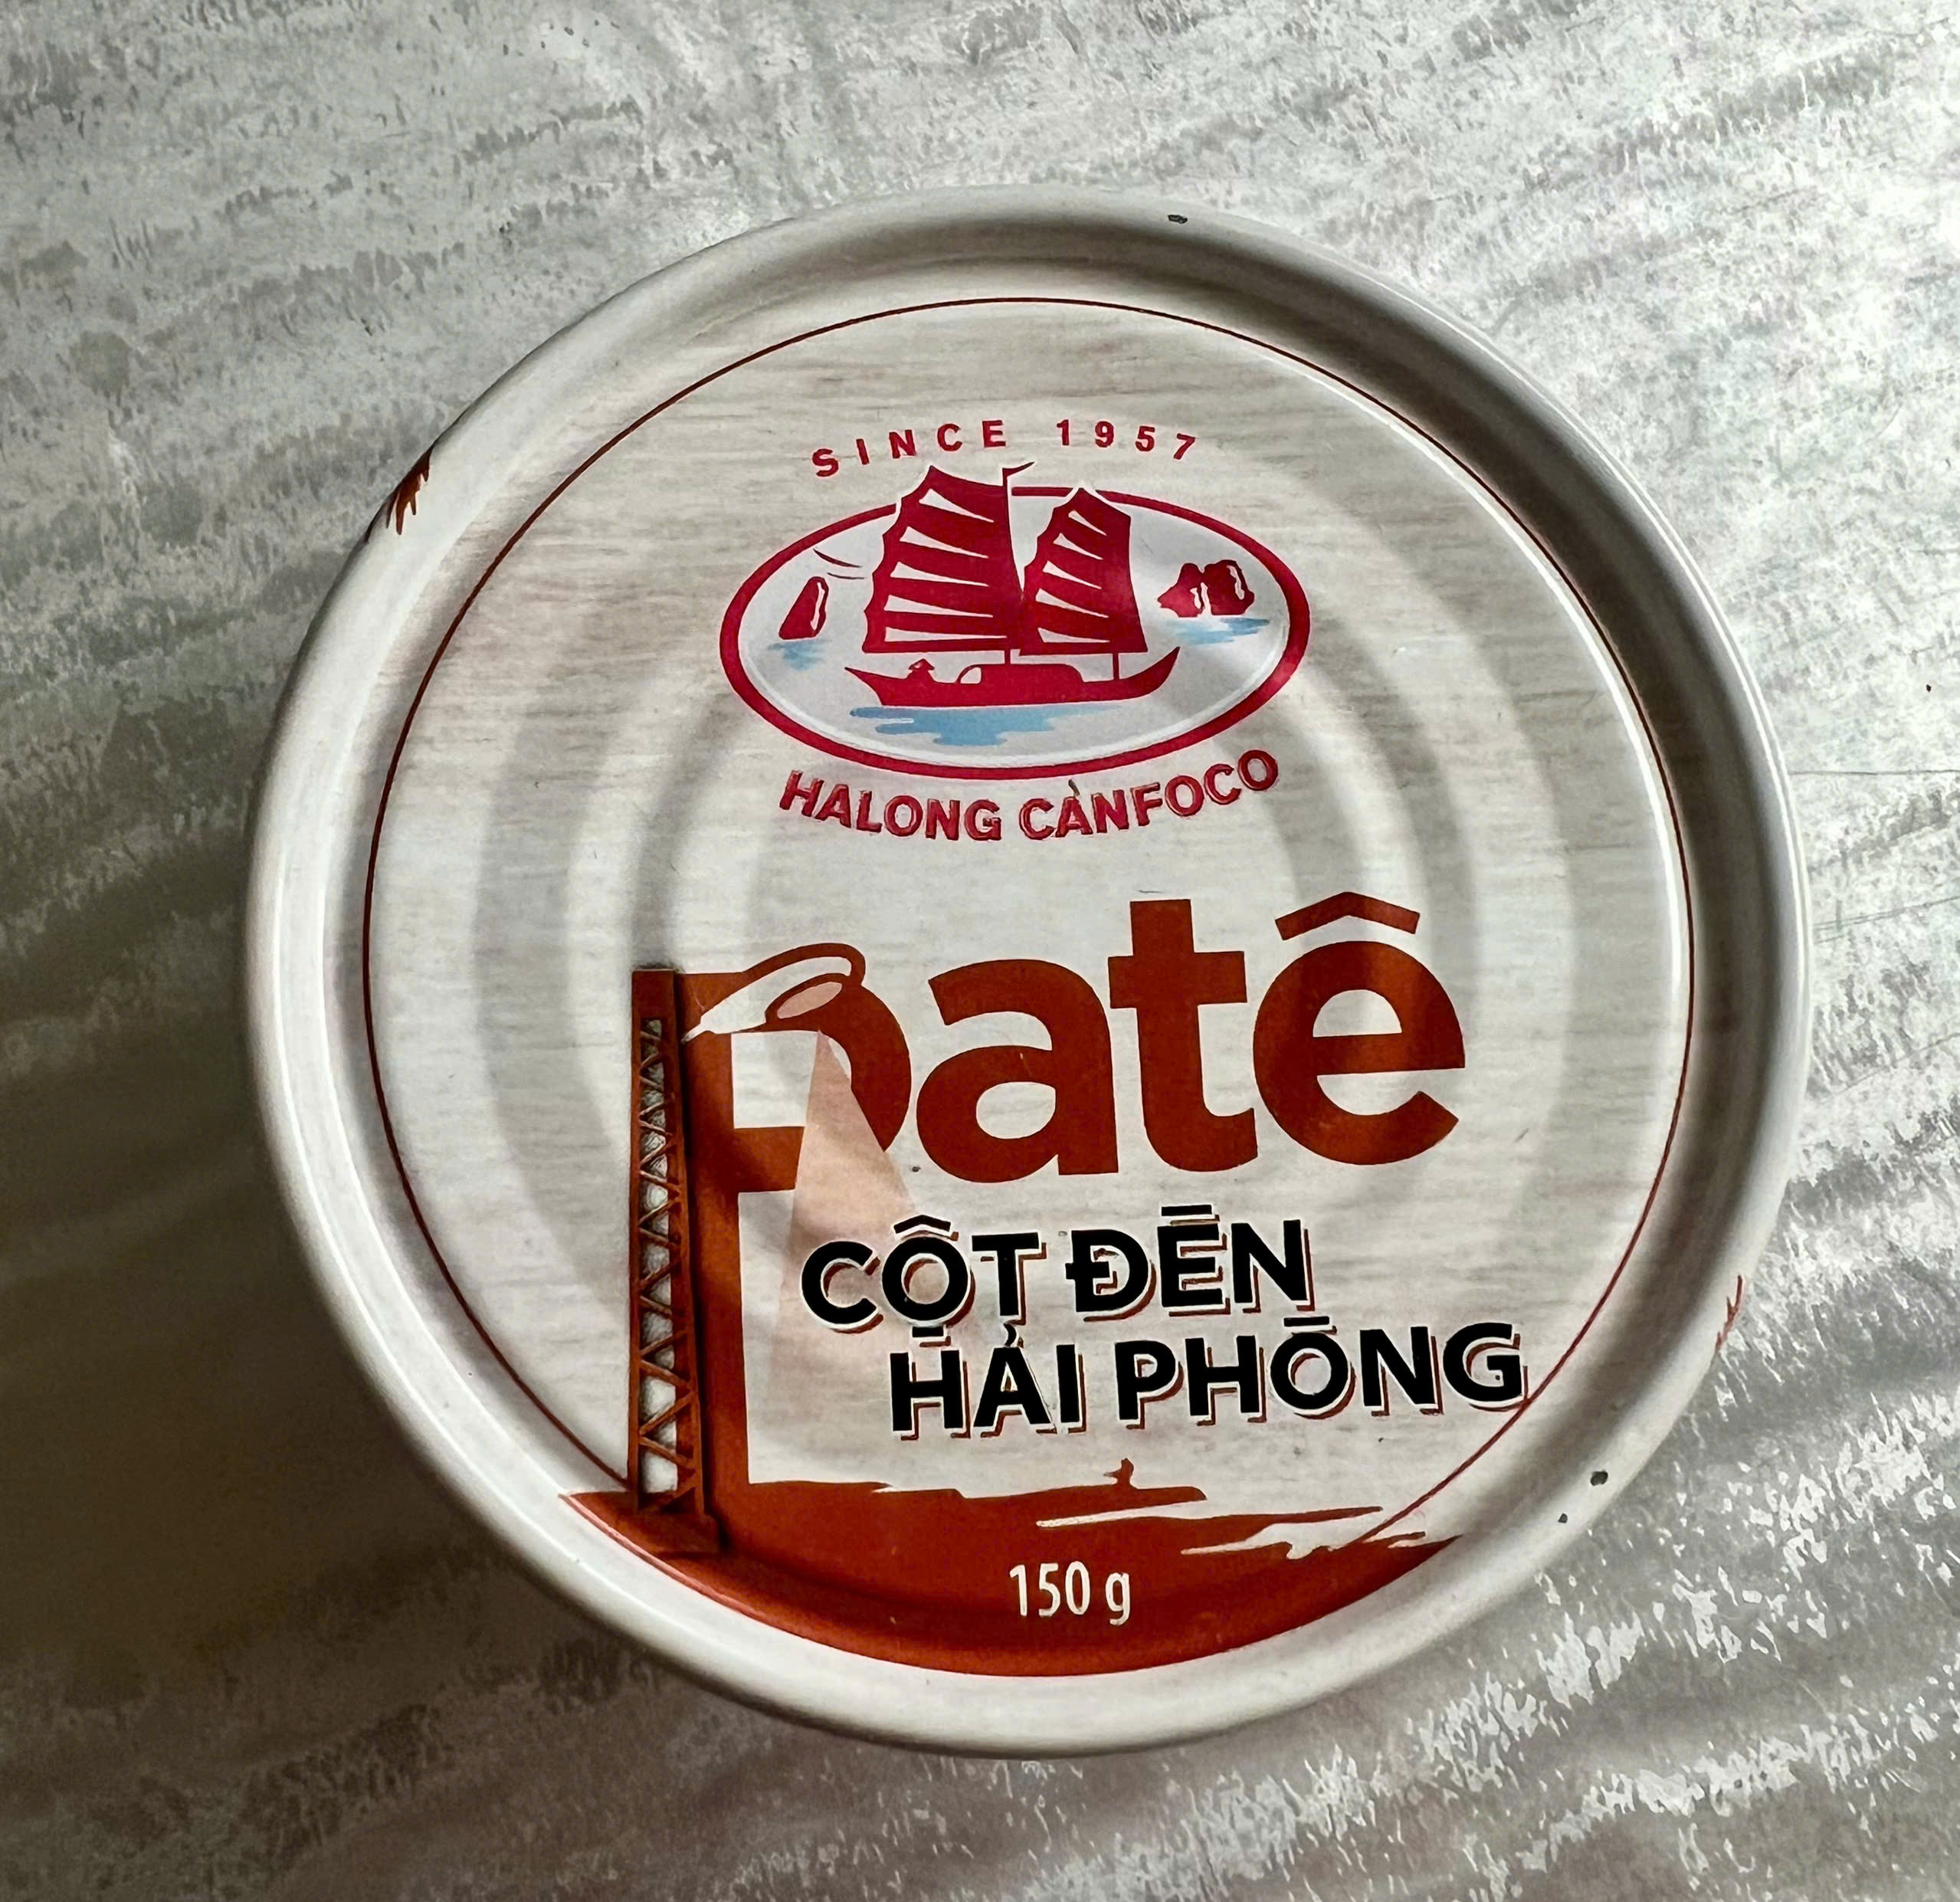 SINCE 1957
HALONG CANFOCO
patê
CỘT ĐÈN
HẢI PHÒNG
150 g